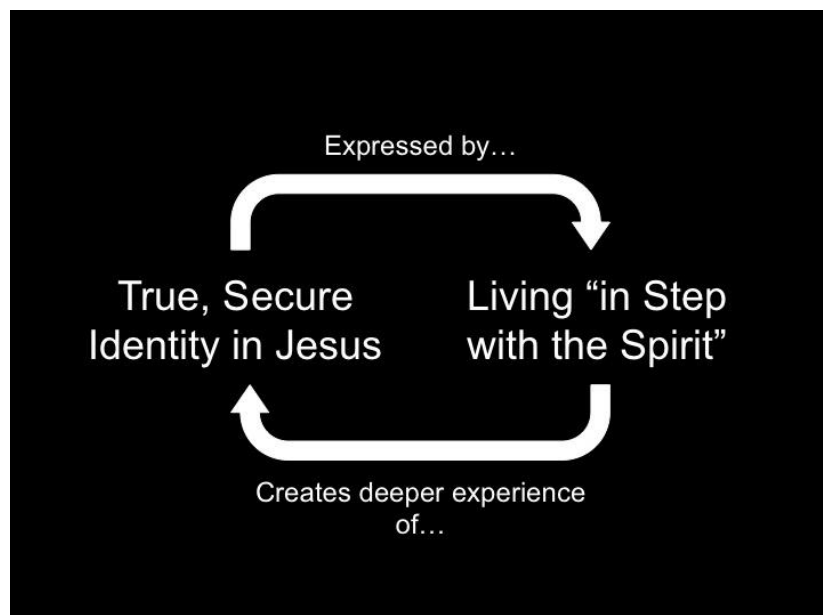 Expressed by…
True, Secure
Identity in Jesus
Living “in Step
with the Spirit”
Creates deeper experience
of…